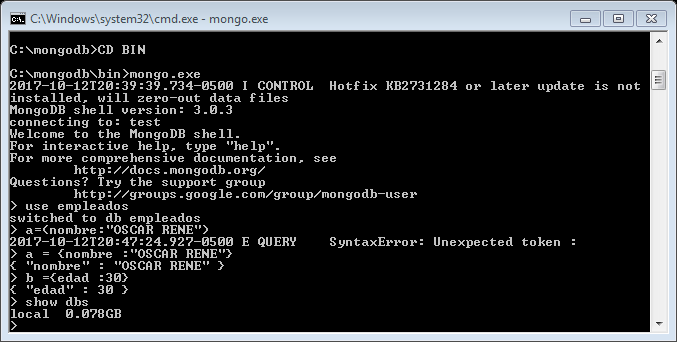 C:\Windows\system32\cmd.exe - mongo.exe
C:\mongodb>CD BIN
C:\mongodb\bin>mongo.exe
2017-10-12T20:39:39.734-0500 I CONTROL  Hotfix KB2731284 or later update is not
installed, will zero-out data files
MongoDB shell version: 3.0.3
connecting to: test
Welcome to the MongoDB shell.
For interactive help, type "help".
For more comprehensive documentation, see
        http://docs.mongodb.org/
Questions? Try the support group
        http://groups.google.com/group/mongodb-user
> use empleados
switched to db empleados
> a={nombre:"OSCAR RENE"}
2017-10-12T20:47:24.927-0500 E QUERY    SyntaxError: Unexpected token :
> a = {nombre :"OSCAR RENE"}
{ "nombre" : "OSCAR RENE" }
> b ={edad :30}
{ "edad" : 30 }
> show dbs
local  0.078GB
>